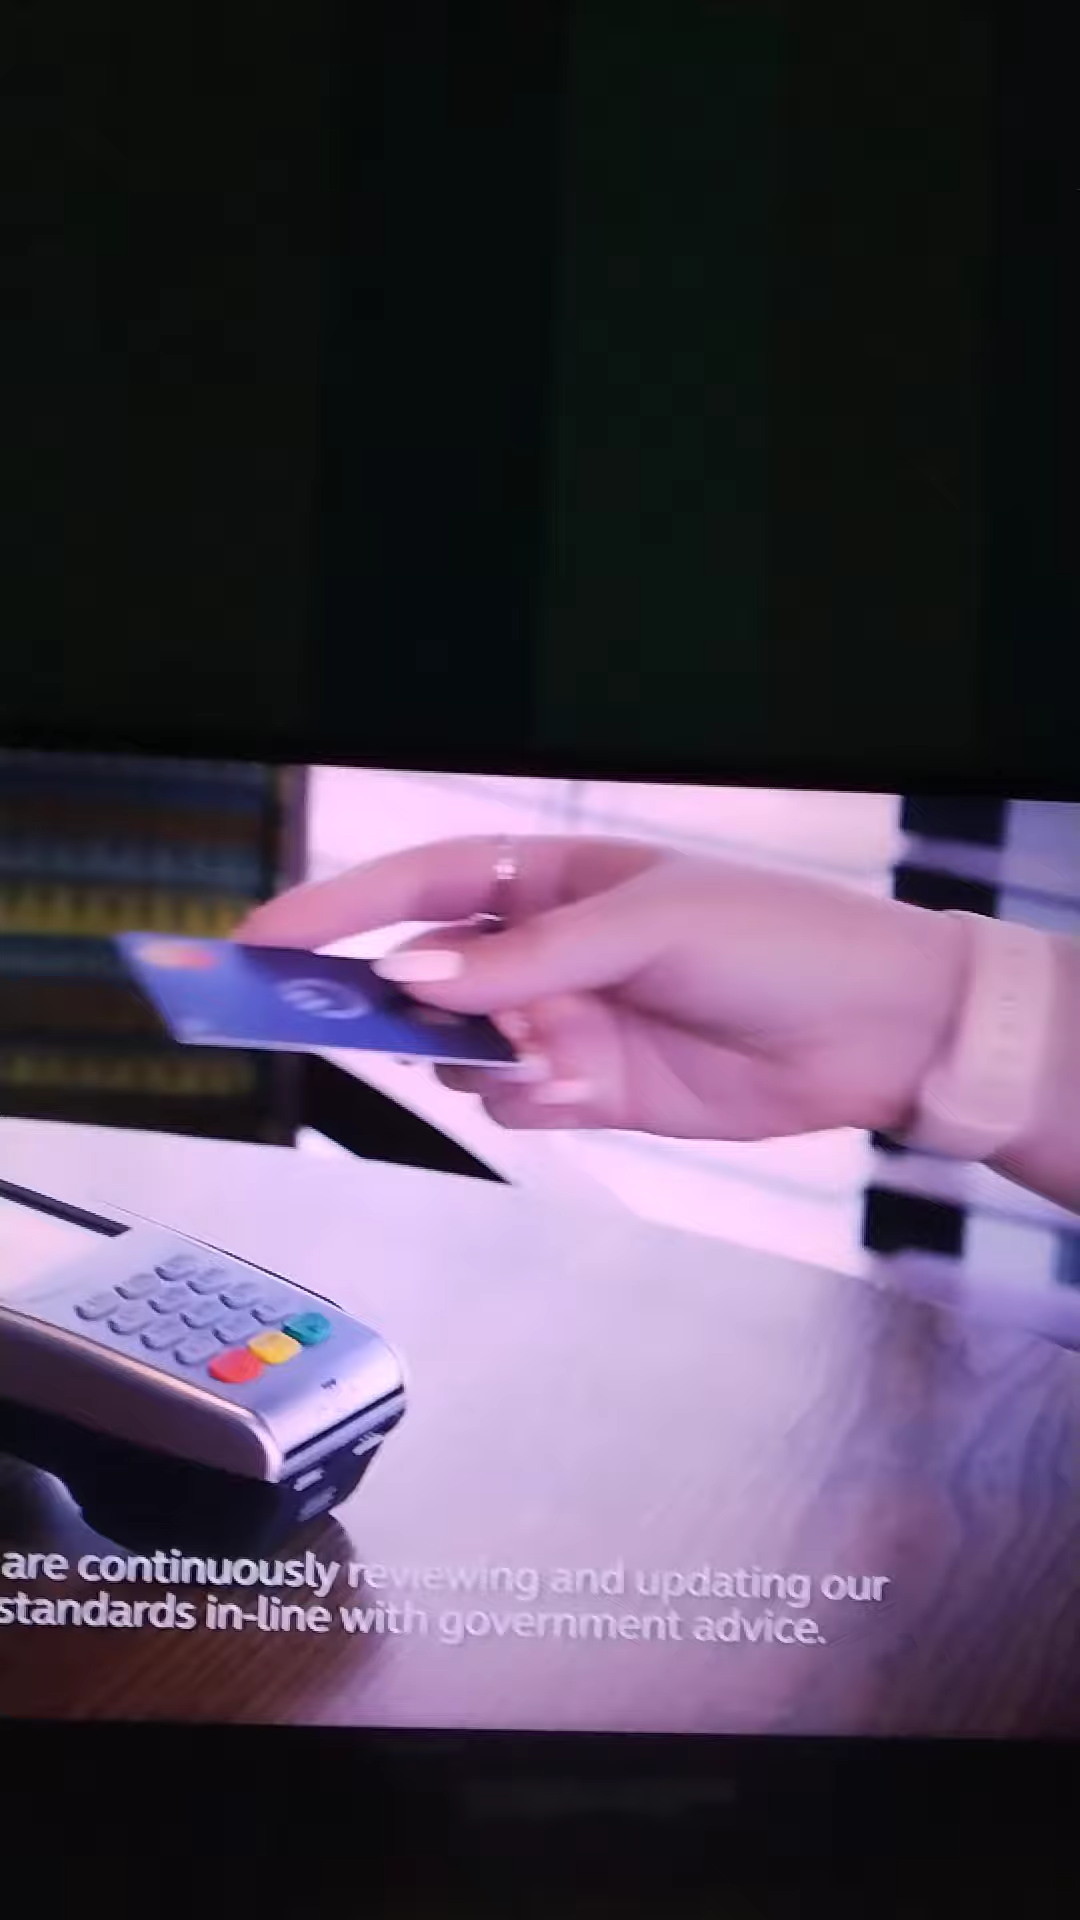 are continuously reviewing and updating our
standards in-line with government advice.